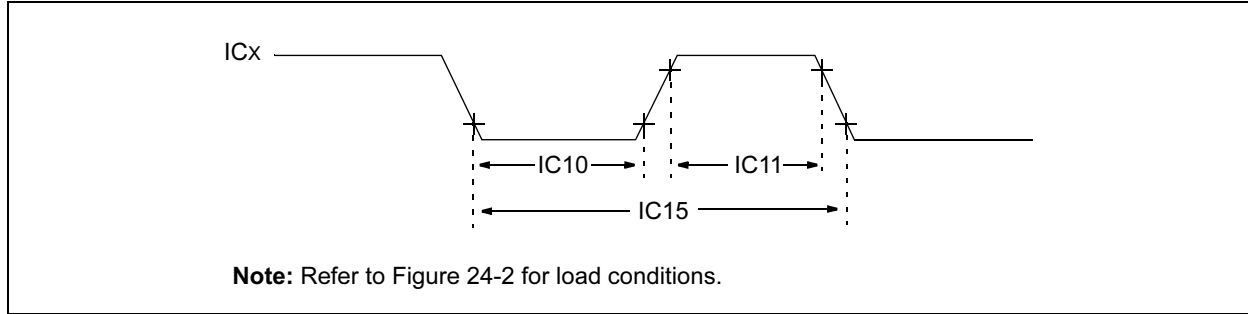 ICx
IC10 IC11
IC15
Note: Refer to Figure 24-2 for load conditions.